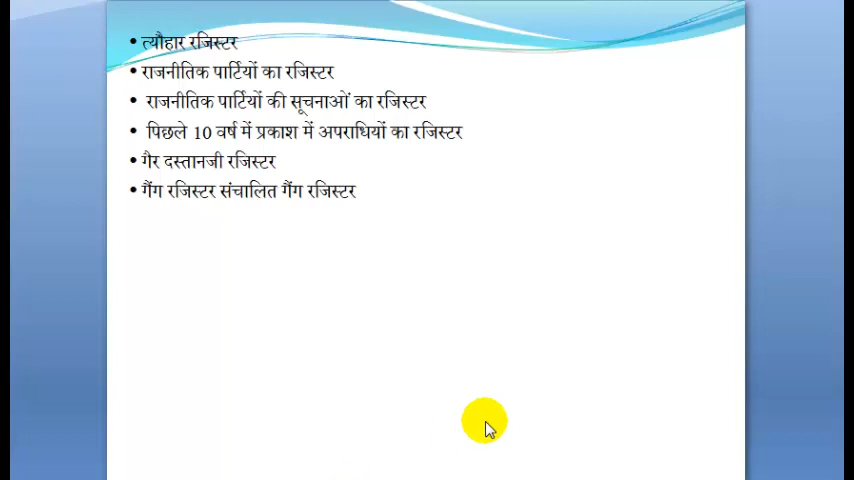 • त्यौहार रजिस्टर
• राजनीतिक पार्टियों का रजिस्टर
• राजनीतिक पार्टियों की सूचनाओं का रजिस्टर
• पिछले 10 वर्ष में प्रकाश में अपराधियों का रजिस्टर
• गैर दस्तानजी रजिस्टर
• गैंग रजिस्टर संचालित गैंग रजिस्टर